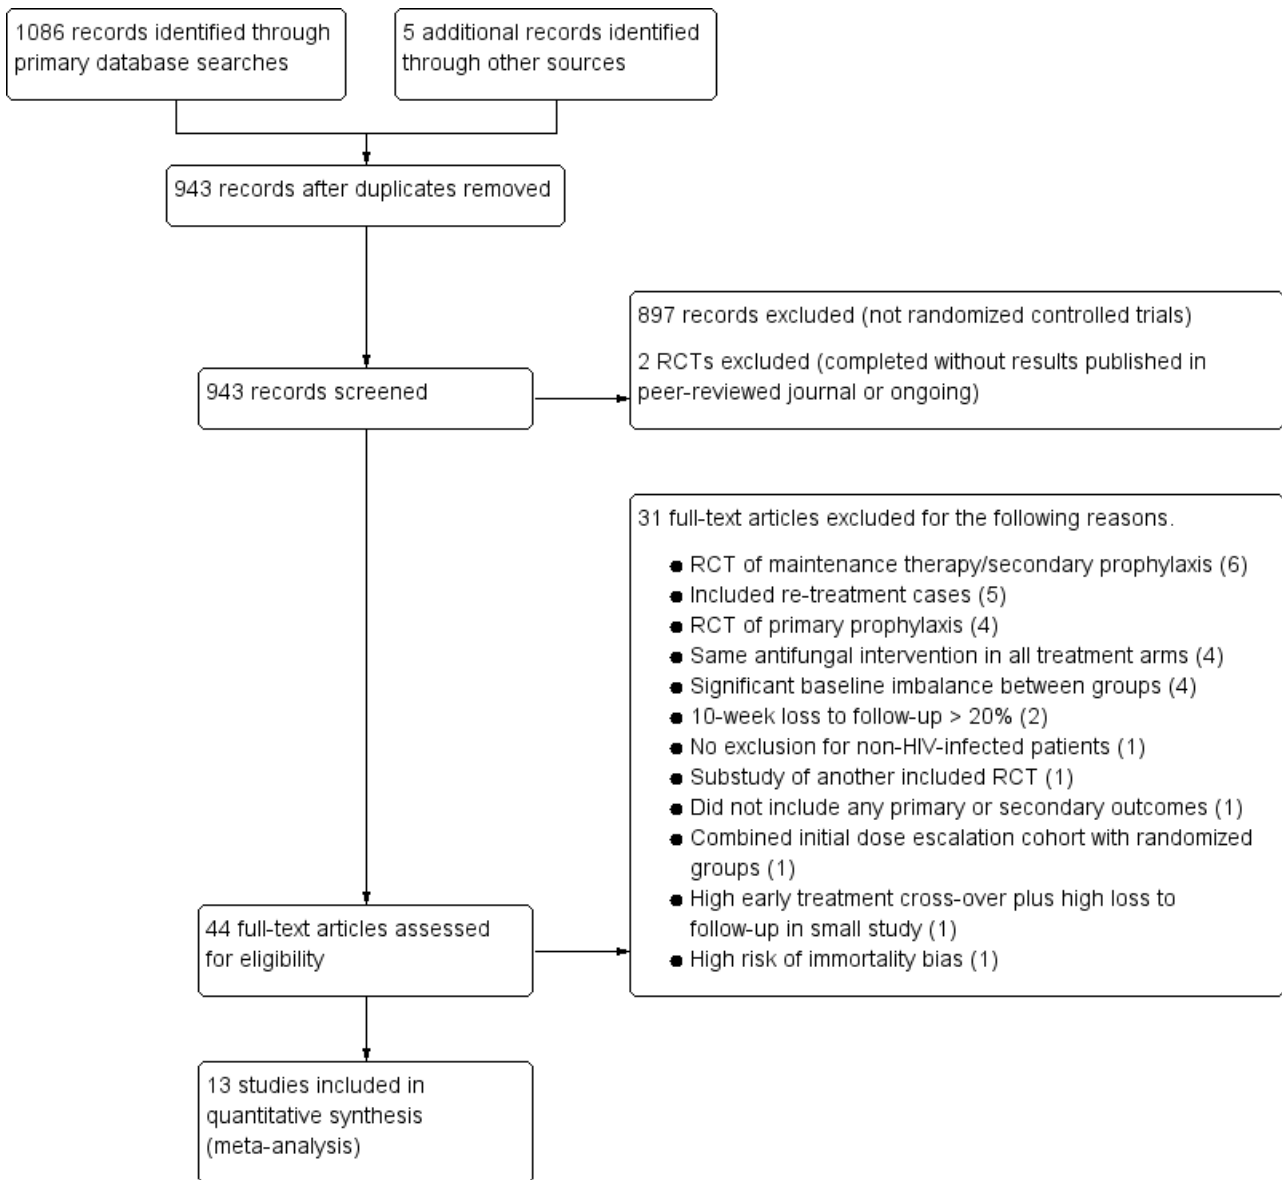 1086 records identified through
primary database searches
5 additional records identified
through other sources
943 records after duplicates removed
897 records excluded (not randomized controlled trials)
2 RCTs excluded (completed without results published in
peer-reviewed journal or ongoing)
943 records screened
31 full-text articles excluded for the following reasons.
● RCT of maintenance therapy/secondary prophylaxis (6)
● Included re-treatment cases (5)
● RCT of primary prophylaxis (4)
● Same antifungal intervention in all treatment arms (4)
● Significant baseline imbalance between groups (4)
● 10-week loss to follow-up > 20% (2)
● No exclusion for non-HIV-infected patients (1)
● Substudy of another included RCT (1)
● Did not include any primary or secondary outcomes (1)
● Combined initial dose escalation cohort with randomized
groups (1)
● High early treatment cross-over plus high loss to
follow-up in small study (1)
● High risk of immortality bias (1)
44 full-text articles assessed
for eligibility
13 studies included in
quantitative synthesis
(meta-analysis)